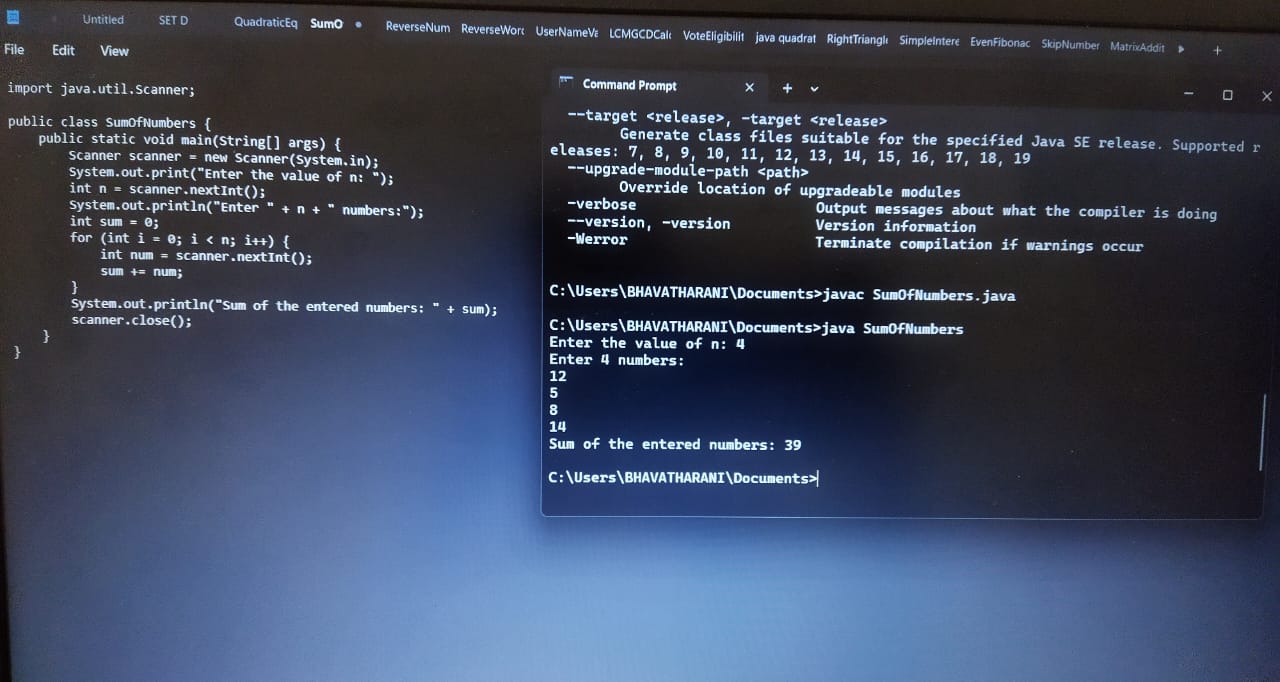 Untitled
SET D
QuadraticEq
SumO
ReverseNum
ReverseWor
UserNameVa
LCMGCDCalc
VoteEligibilit
java quadrat
RightTriangle
SimpleIntere
EvenFibonac
SkipNumber
MatrixAddit
File Edit View
import java.util.Scanner;
public class SumOfNumbers {
public static void main(String[] args) {
Scanner scanner = new Scanner(System.in);
System.out.print("Enter the value of n: ");
int n = scanner.nextInt();
System.out.println("Enter " + n + " numbers:");
int sum = 0;
for (int i = 0; i < n; i++) {
int num = scanner.nextInt();
sum += num;
}
System.out.println("Sum of the entered numbers: " + sum);
scanner.close();
}
}
Command Prompt
--target <release>, -target <release>
Generate class files suitable for the specified Java SE release. Supported r
eleases: 7, 8, 9, 10, 11, 12, 13, 14, 15, 16, 17, 18, 19
--upgrade-module-path <path>
Override location of upgradeable modules
-verbose Output messages about what the compiler is doing
--version, -version Version information
-Werror Terminate compilation if warnings occur
C:\Users\BHAVATHARANI\Documents>javac SumOfNumbers.java
C:\Users\BHAVATHARANI\Documents>java SumOfNumbers
Enter the value of n: 4
Enter 4 numbers:
12
5
8
14
Sum of the entered numbers: 39
C:\Users\BHAVATHARANI\Documents>